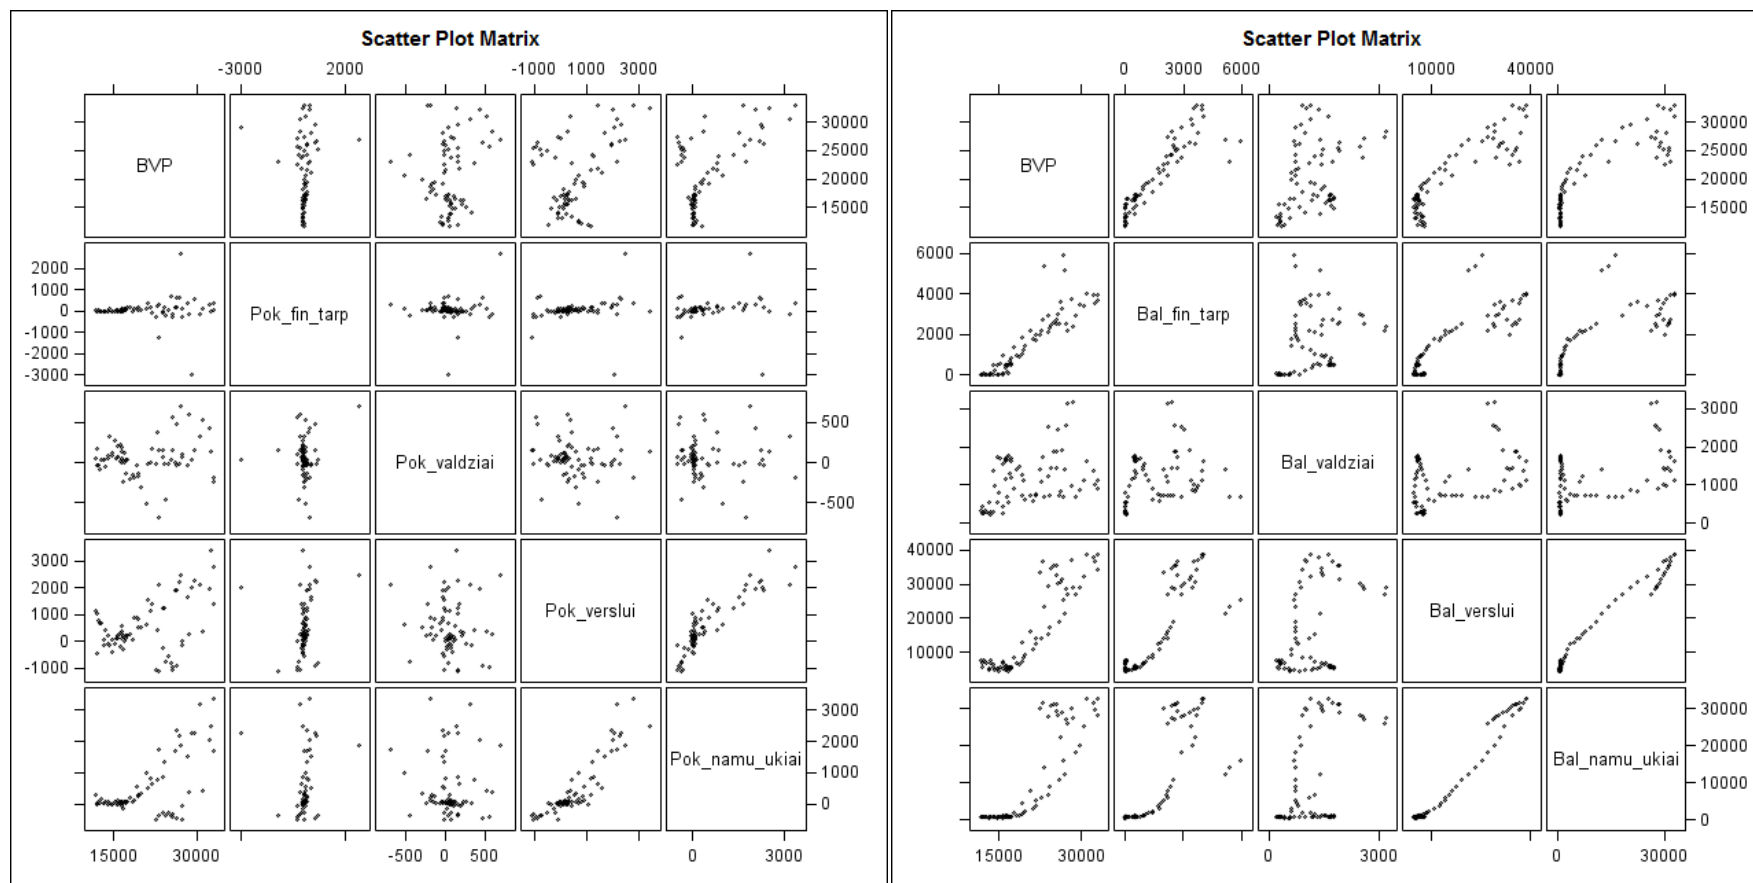 Scatter Plot Matrix
-3000 2000 -1000 1000 3000
BVP
30000
25000
20000
15000
2000
1000
0
-1000
-2000
-3000
Pok_fin_tarp
Pok_valdziai
500
0
-500
3000
2000
1000
0
-1000
Pok_verslui
Pok_namu_ukiai
3000
2000
1000
0
15000 30000 -500 0 500 0 3000
Scatter Plot Matrix
0 3000 6000 10000 40000
BVP
30000
25000
20000
15000
6000
4000
2000
0
Bal_fin_tarp
Bal_valdziai
3000
2000
1000
0
40000
30000
20000
10000
Bal_verslui
Bal_namu_ukiai
30000
20000
10000
0
15000 30000 0 3000 0 30000